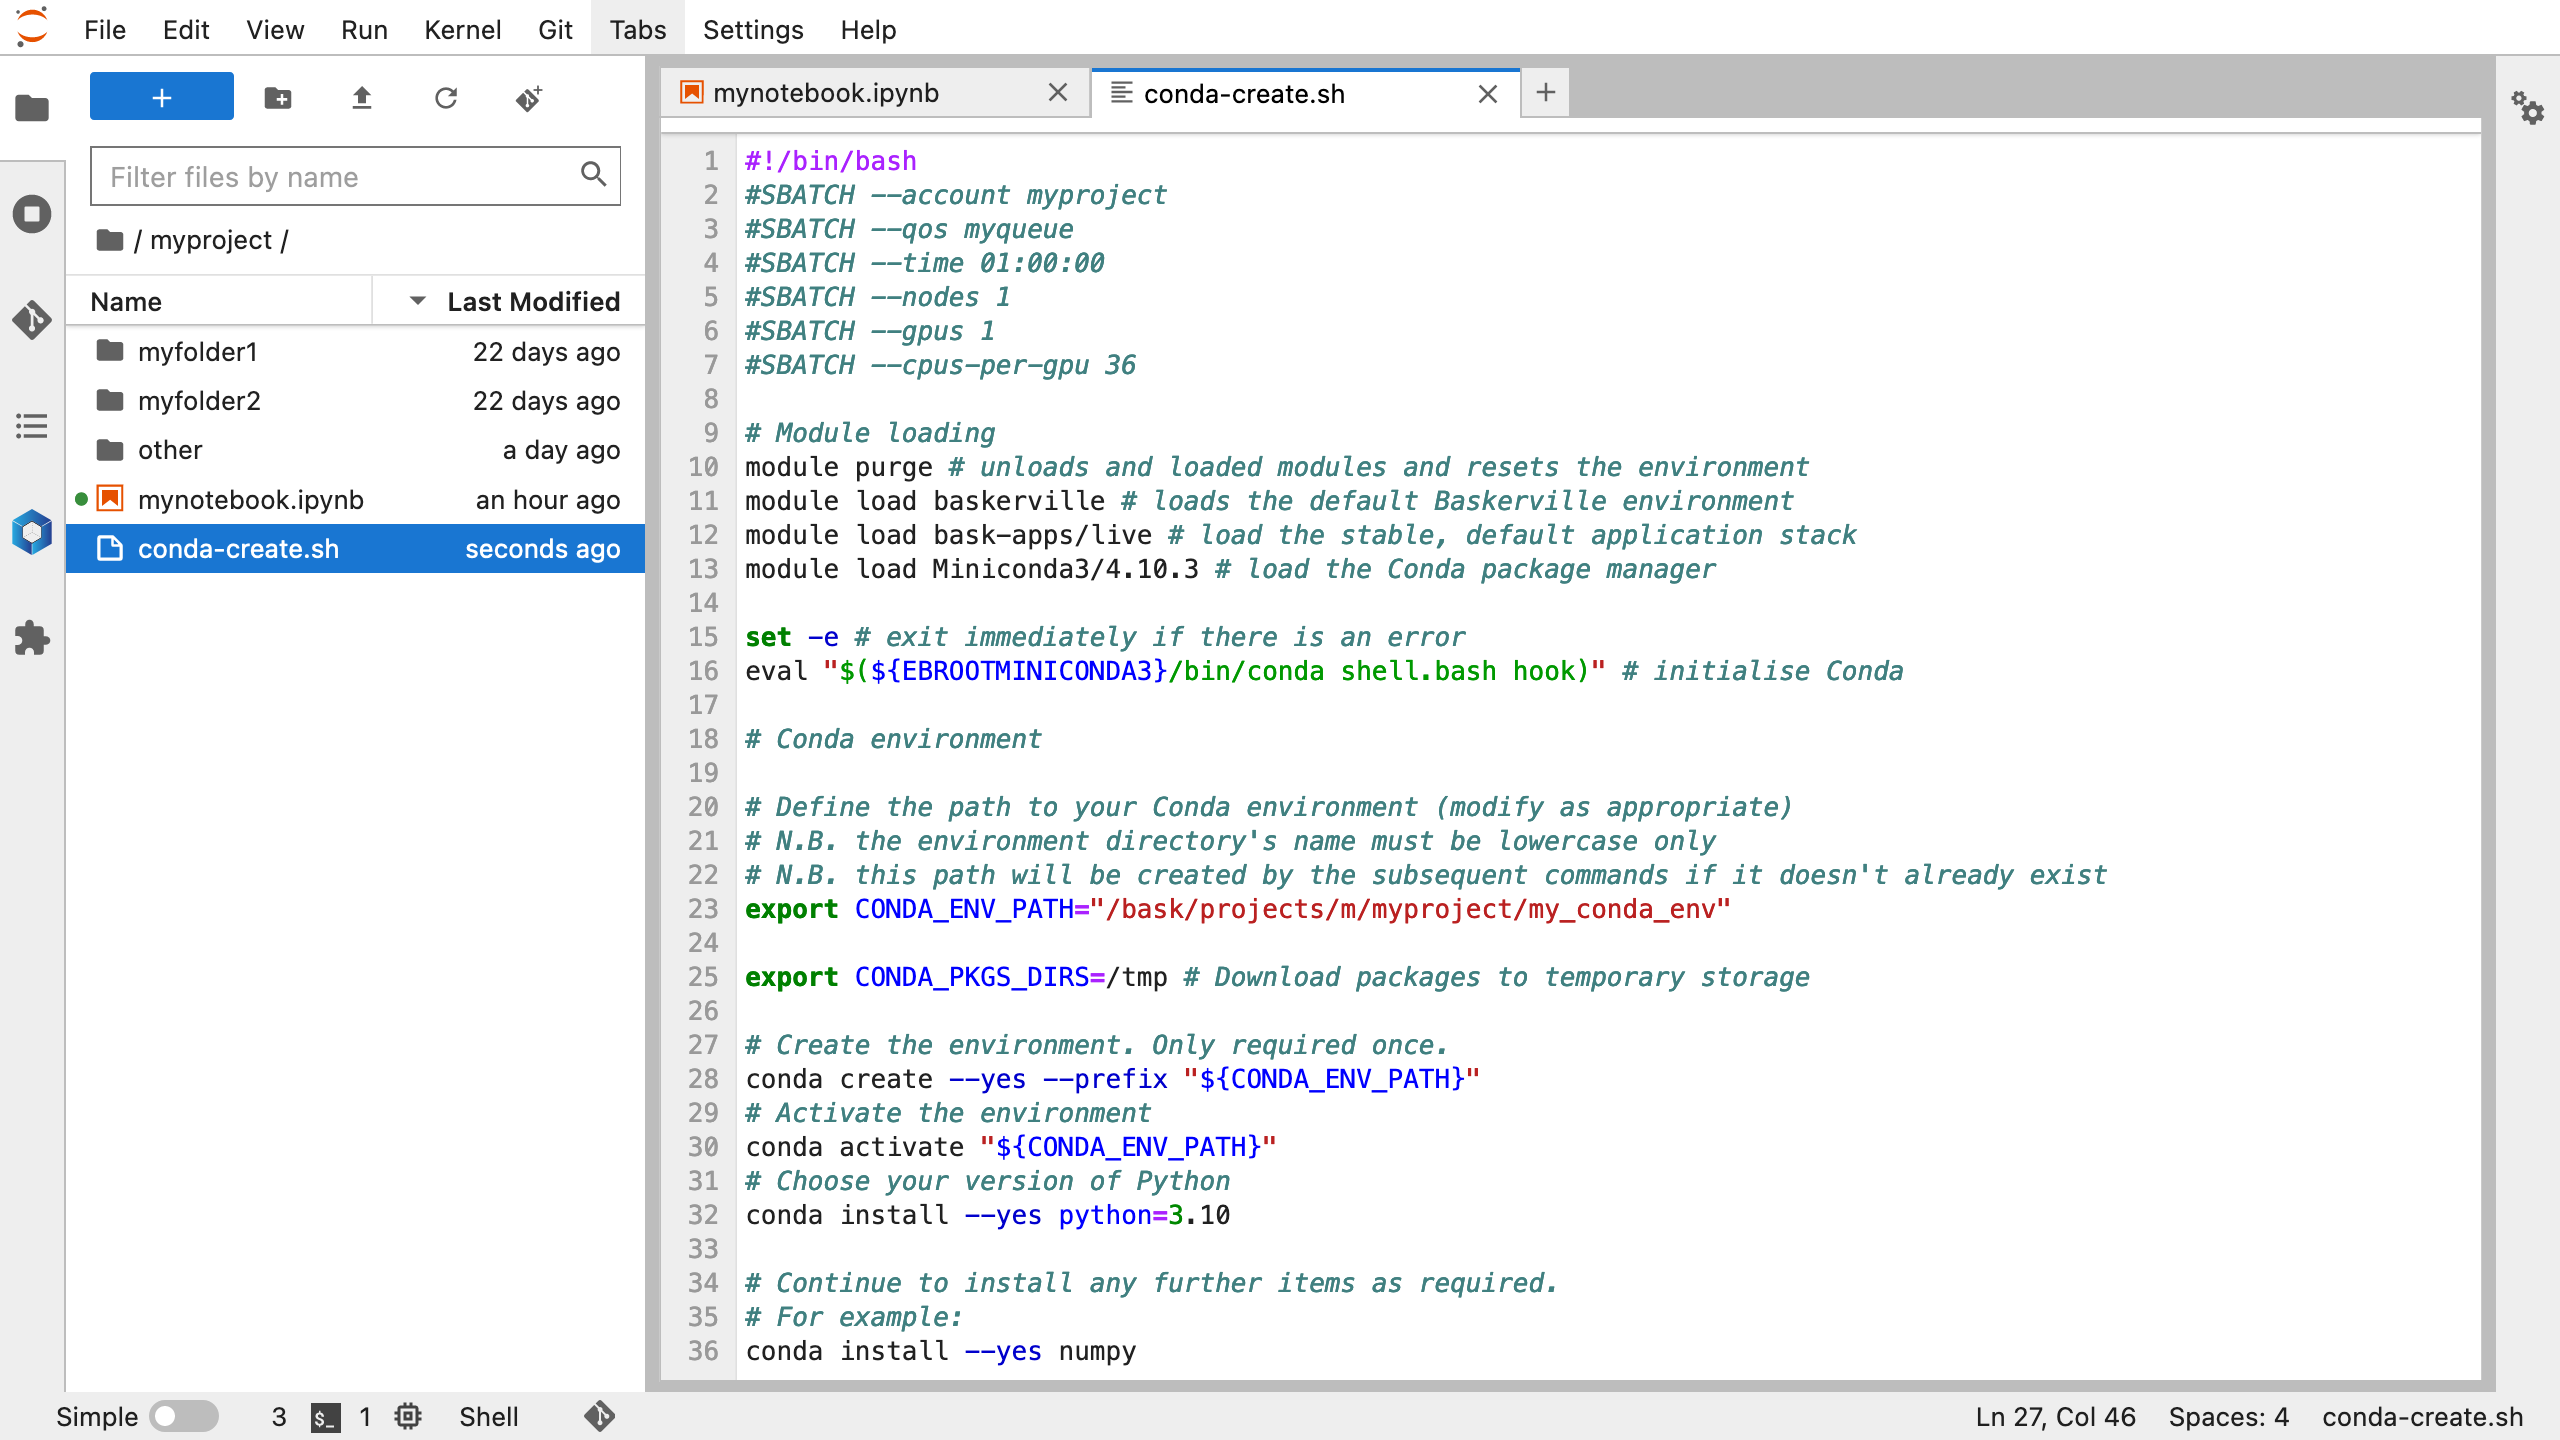 File Edit View Run Kernel Git Tabs Settings Help
mynotebook.ipynb
conda-create.sh
Filter files by name
/ myproject /
Name Last Modified
myfolder1 22 days ago
myfolder2 22 days ago
other a day ago
mynotebook.ipynb an hour ago
conda-create.sh seconds ago
1 #!/bin/bash
2 #SBATCH --account myproject
3 #SBATCH --qos myqueue
4 #SBATCH --time 01:00:00
5 #SBATCH --nodes 1
6 #SBATCH --gpus 1
7 #SBATCH --cpus-per-gpu 36
8
9 # Module loading
10 module purge # unloads and loaded modules and resets the environment
11 module load baskerville # loads the default Baskerville environment
12 module load bask-apps/live # load the stable, default application stack
13 module load Miniconda3/4.10.3 # load the Conda package manager
14
15 set -e # exit immediately if there is an error
16 eval "$(${EBROOTMINICONDA3}/bin/conda shell.bash hook)" # initialise Conda
17
18 # Conda environment
19
20 # Define the path to your Conda environment (modify as appropriate)
21 # N.B. the environment directory's name must be lowercase only
22 # N.B. this path will be created by the subsequent commands if it doesn't already exist
23 export CONDA_ENV_PATH="/bask/projects/m/myproject/my_conda_env"
24
25 export CONDA_PKGS_DIRS=/tmp # Download packages to temporary storage
26
27 # Create the environment. Only required once.
28 conda create --yes --prefix "${CONDA_ENV_PATH}"
29 # Activate the environment
30 conda activate "${CONDA_ENV_PATH}"
31 # Choose your version of Python
32 conda install --yes python=3.10
33
34 # Continue to install any further items as required.
35 # For example:
36 conda install --yes numpy
Simple 3 $_ 1 Shell Ln 27, Col 46 Spaces: 4 conda-create.sh